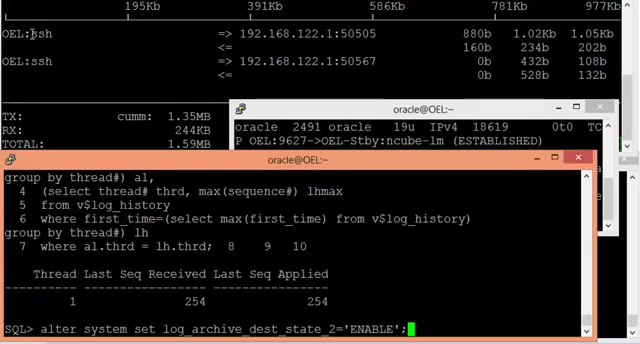 195Kb 391Kb 586Kb 781Kb 977Kb
OEL:ssh => 192.168.122.1:50505 880b 1.02Kb 1.05Kb
<= 160b 234b 202b
OEL:ssh => 192.168.122.1:50567 0b 432b 108b
<= 0b 528b 132b
TX: cumm: 1.35MB
RX: 244KB
TOTAL: 1.59MB
oracle@OEL:~
oracle 2491 oracle 19u IPv4 18619 0t0 TC
P OEL:9627->OEL-Stby:ncube-lm (ESTABLISHED)
oracle@OEL:~
group by thread#) al,
4 (select thread# thrd, max(sequence#) lhmax
5 from v$log_history
6 where first_time=(select max(first_time) from v$log_history)
group by thread#) lh
7 where al.thrd = lh.thrd; 8 9 10
Thread Last Seq Received Last Seq Applied
---------- ----------------- ----------------
1 254 254
SQL> alter system set log_archive_dest_state_2='ENABLE';